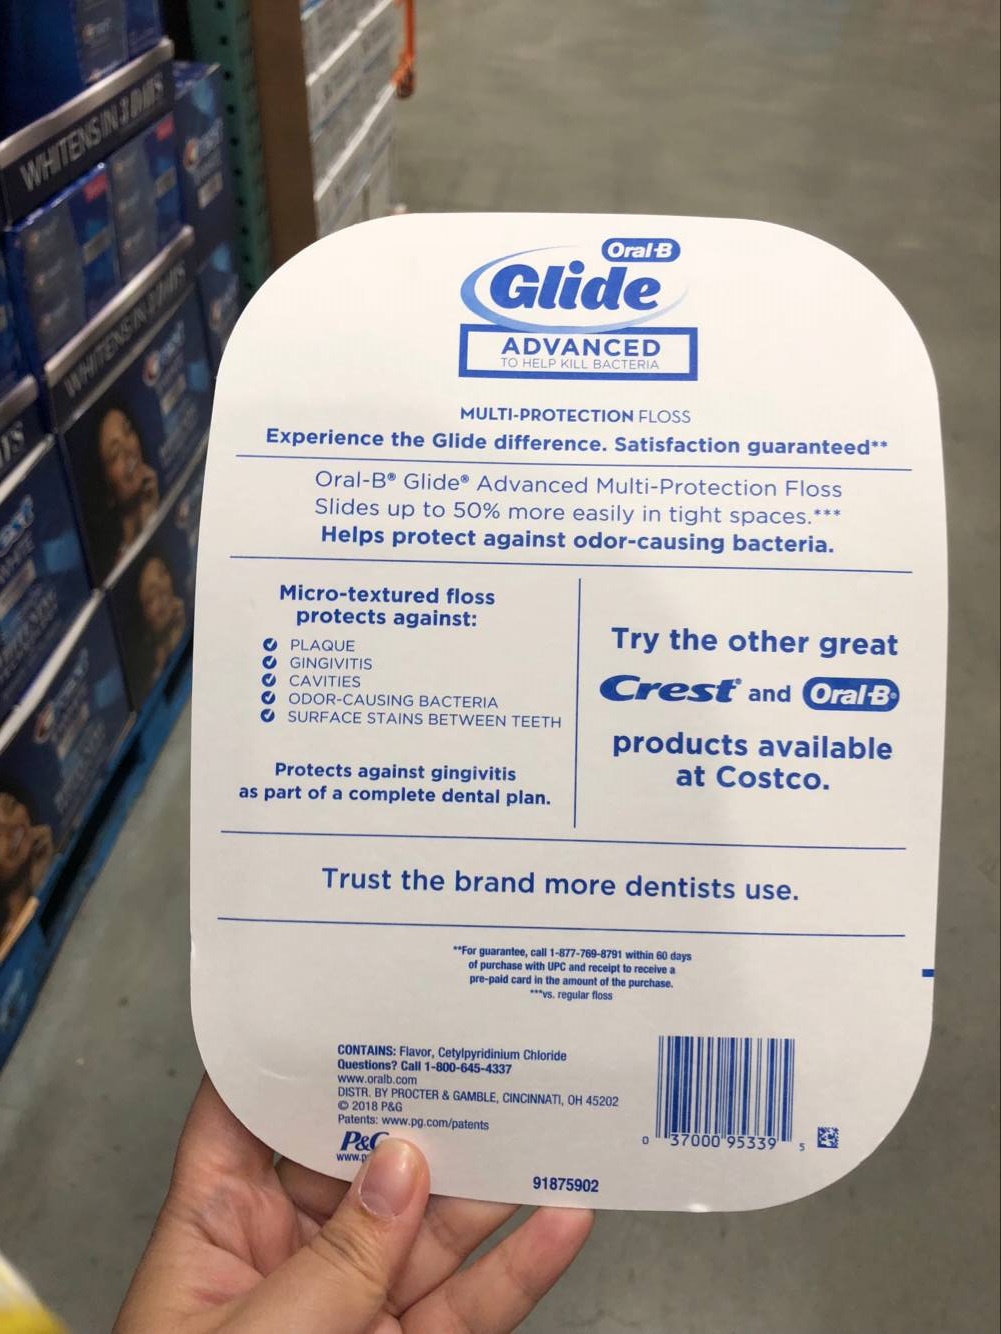 WHITENS IN 3 DAYS
WHITENS IN 3 DAYS
Oral-B
Glide
ADVANCED
TO HELP KILL BACTERIA
MULTI-PROTECTION FLOSS
Experience the Glide difference. Satisfaction guaranteed**
Oral-B® Glide® Advanced Multi-Protection Floss
Slides up to 50% more easily in tight spaces.***
Helps protect against odor-causing bacteria.
Micro-textured floss
protects against:
PLAQUE
GINGIVITIS
CAVITIES
ODOR-CAUSING BACTERIA
SURFACE STAINS BETWEEN TEETH
Protects against gingivitis
as part of a complete dental plan.
Try the other great
Crest® and Oral-B®
products available
at Costco.
Trust the brand more dentists use.
**For guarantee, call 1-877-769-8791 within 60 days
of purchase with UPC and receipt to receive a
pre-paid card in the amount of the purchase.
***vs. regular floss
CONTAINS: Flavor, Cetylpyridinium Chloride
Questions? Call 1-800-645-4337
www.oralb.com
DISTR. BY PROCTER & GAMBLE, CINCINNATI, OH 45202
© 2018 P&G
Patents: www.pg.com/patents
P&G
www.p
0 37000 95339 5
91875902